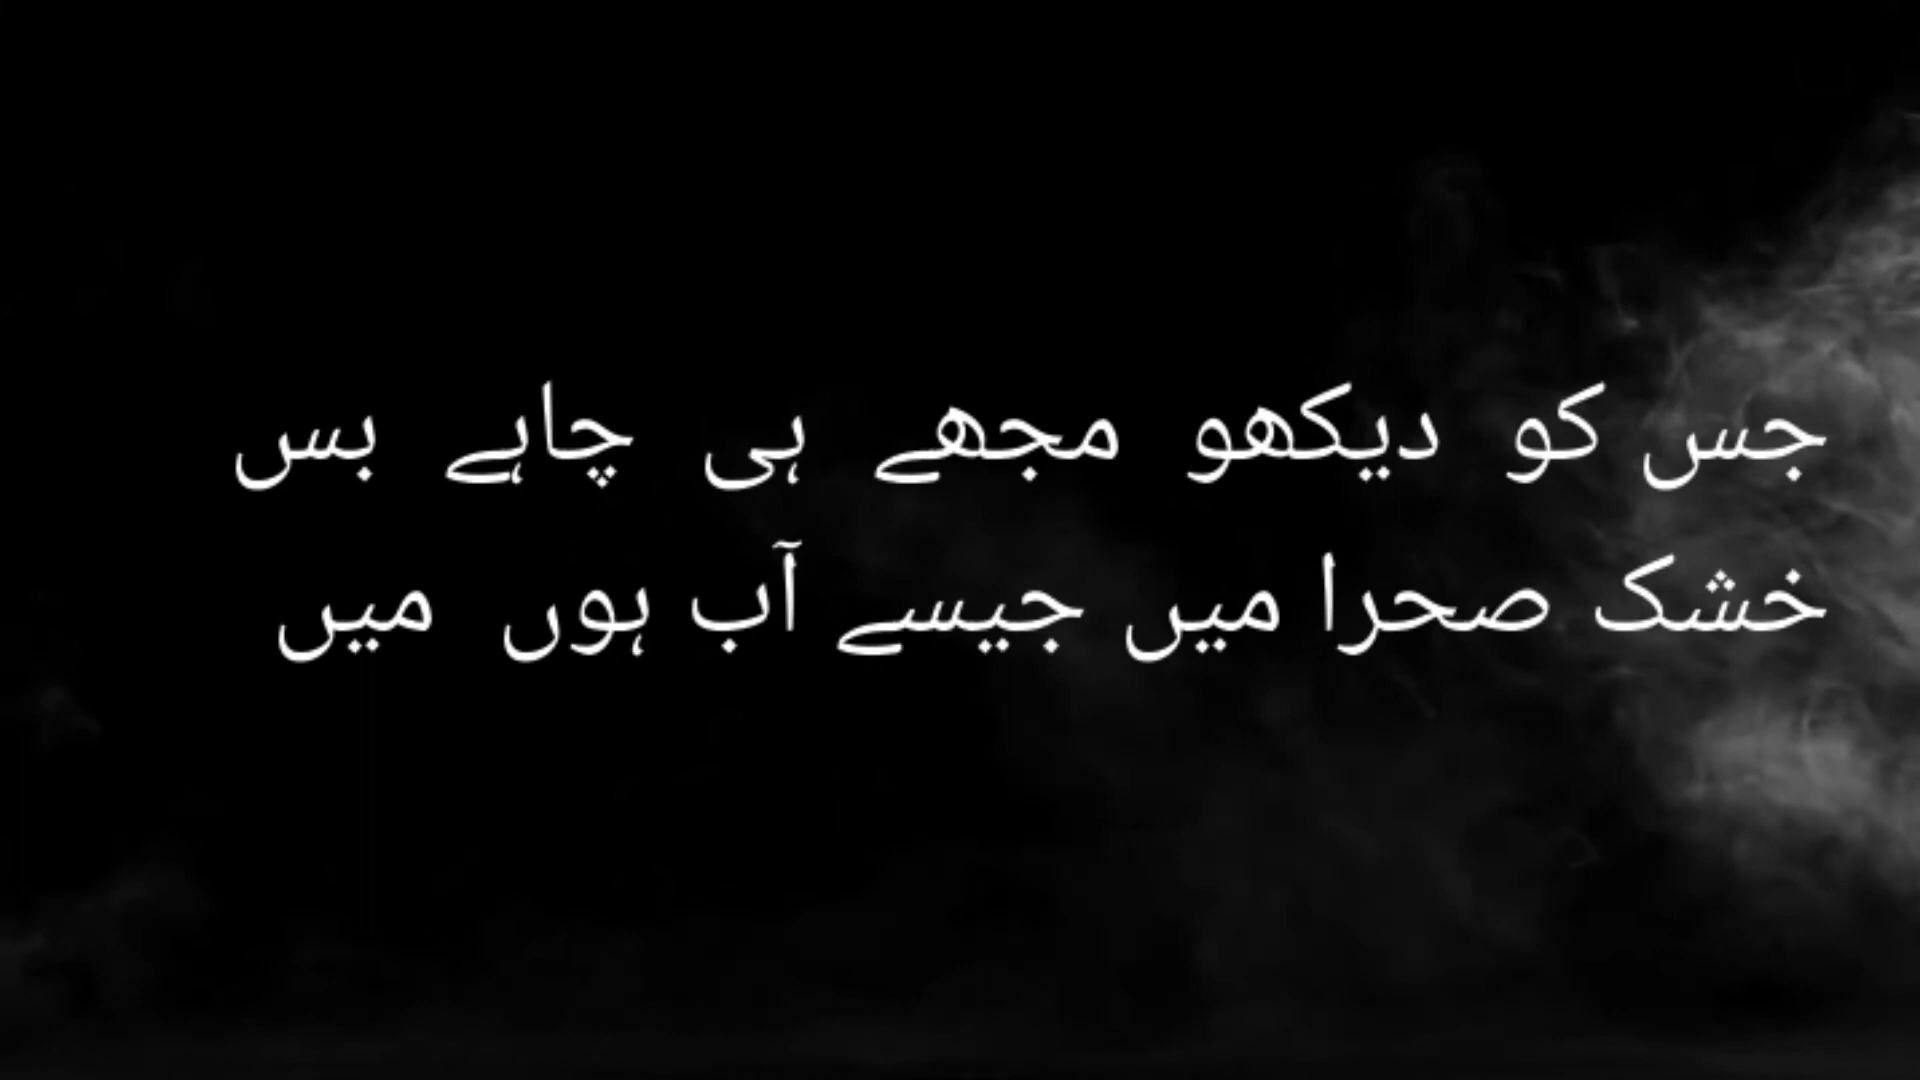 جس کو دیکھو مجھے ہی چاہے بس
خشک صحرا میں جیسے آب ہوں میں